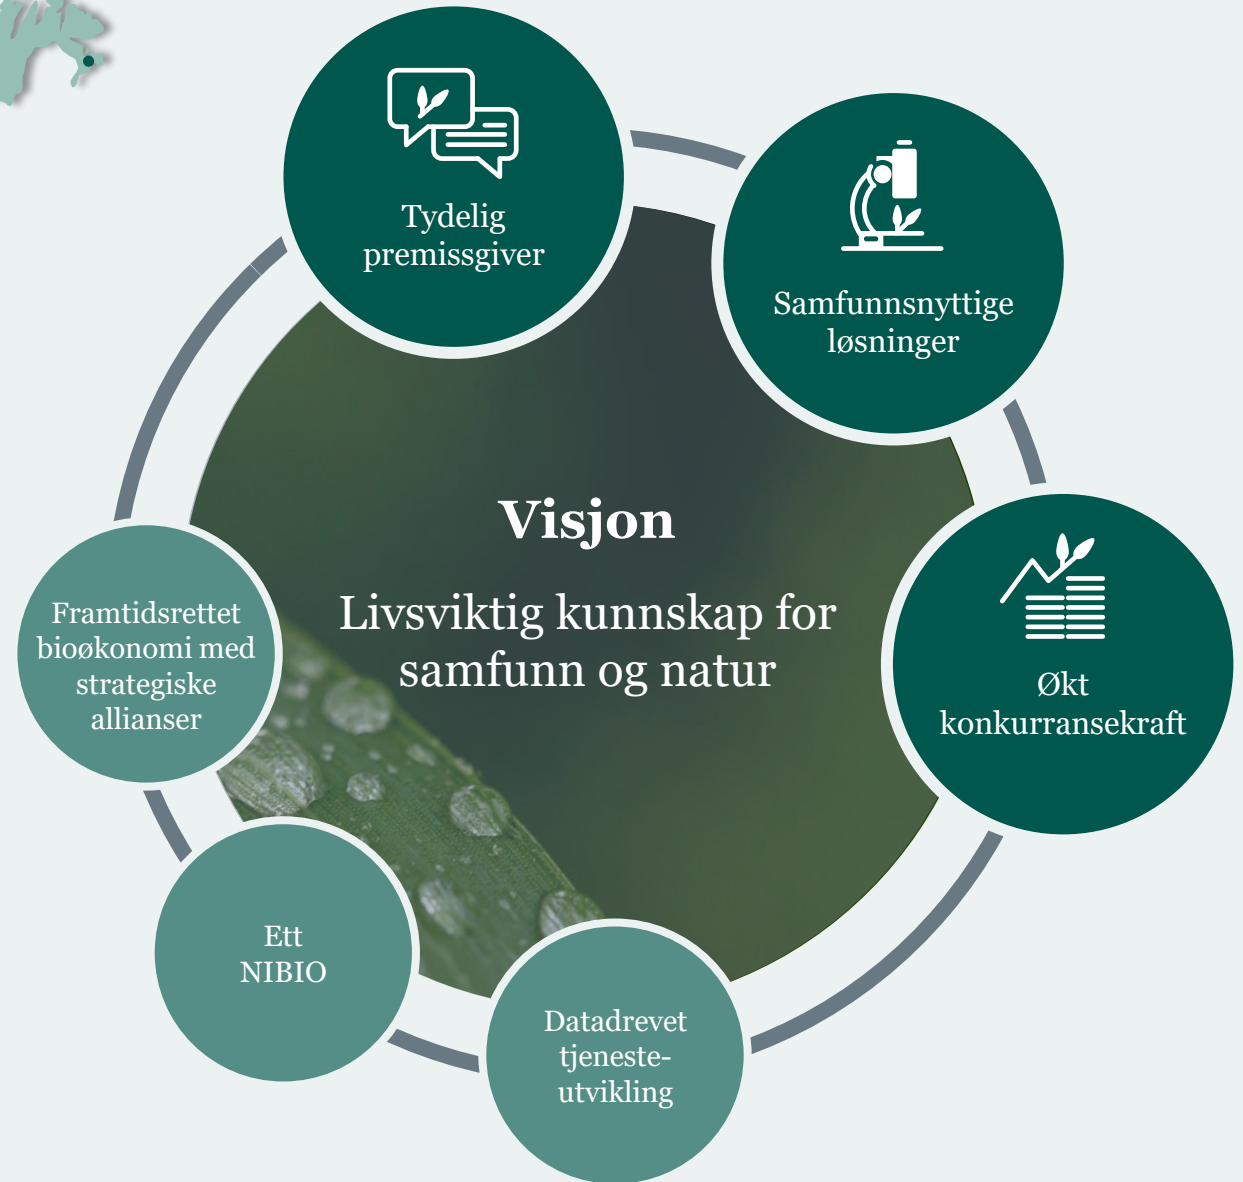 Tydelig
premissgiver
Samfunnsnyttige
løsninger
Visjon
Livsviktig kunnskap for
samfunn og natur
Økt
konkurransekraft
Framtidsrettet
bioøkonomi med
strategiske
allianser
Ett
NIBIO
Datadrevet
tjeneste-
utvikling